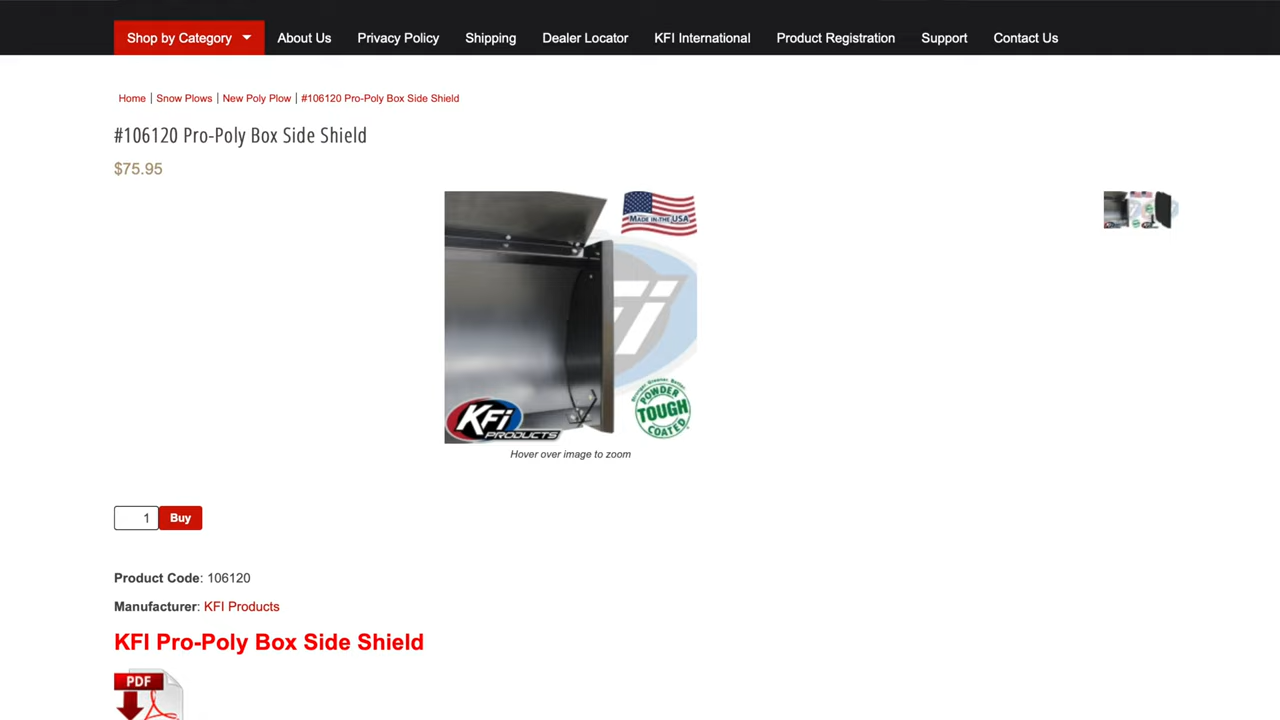 Shop by Category
About Us
Privacy Policy
Shipping
Dealer Locator
KFI International
Product Registration
Support
Contact Us
Home | Snow Plows | New Poly Plow | #106120 Pro-Poly Box Side Shield
#106120 Pro-Poly Box Side Shield
$75.95
MADE IN THE USA
KFi
PRODUCTS
POWDER
TOUGH
COATED
Hover over image to zoom
1
Buy
Product Code: 106120
Manufacturer: KFI Products
KFI Pro-Poly Box Side Shield
PDF